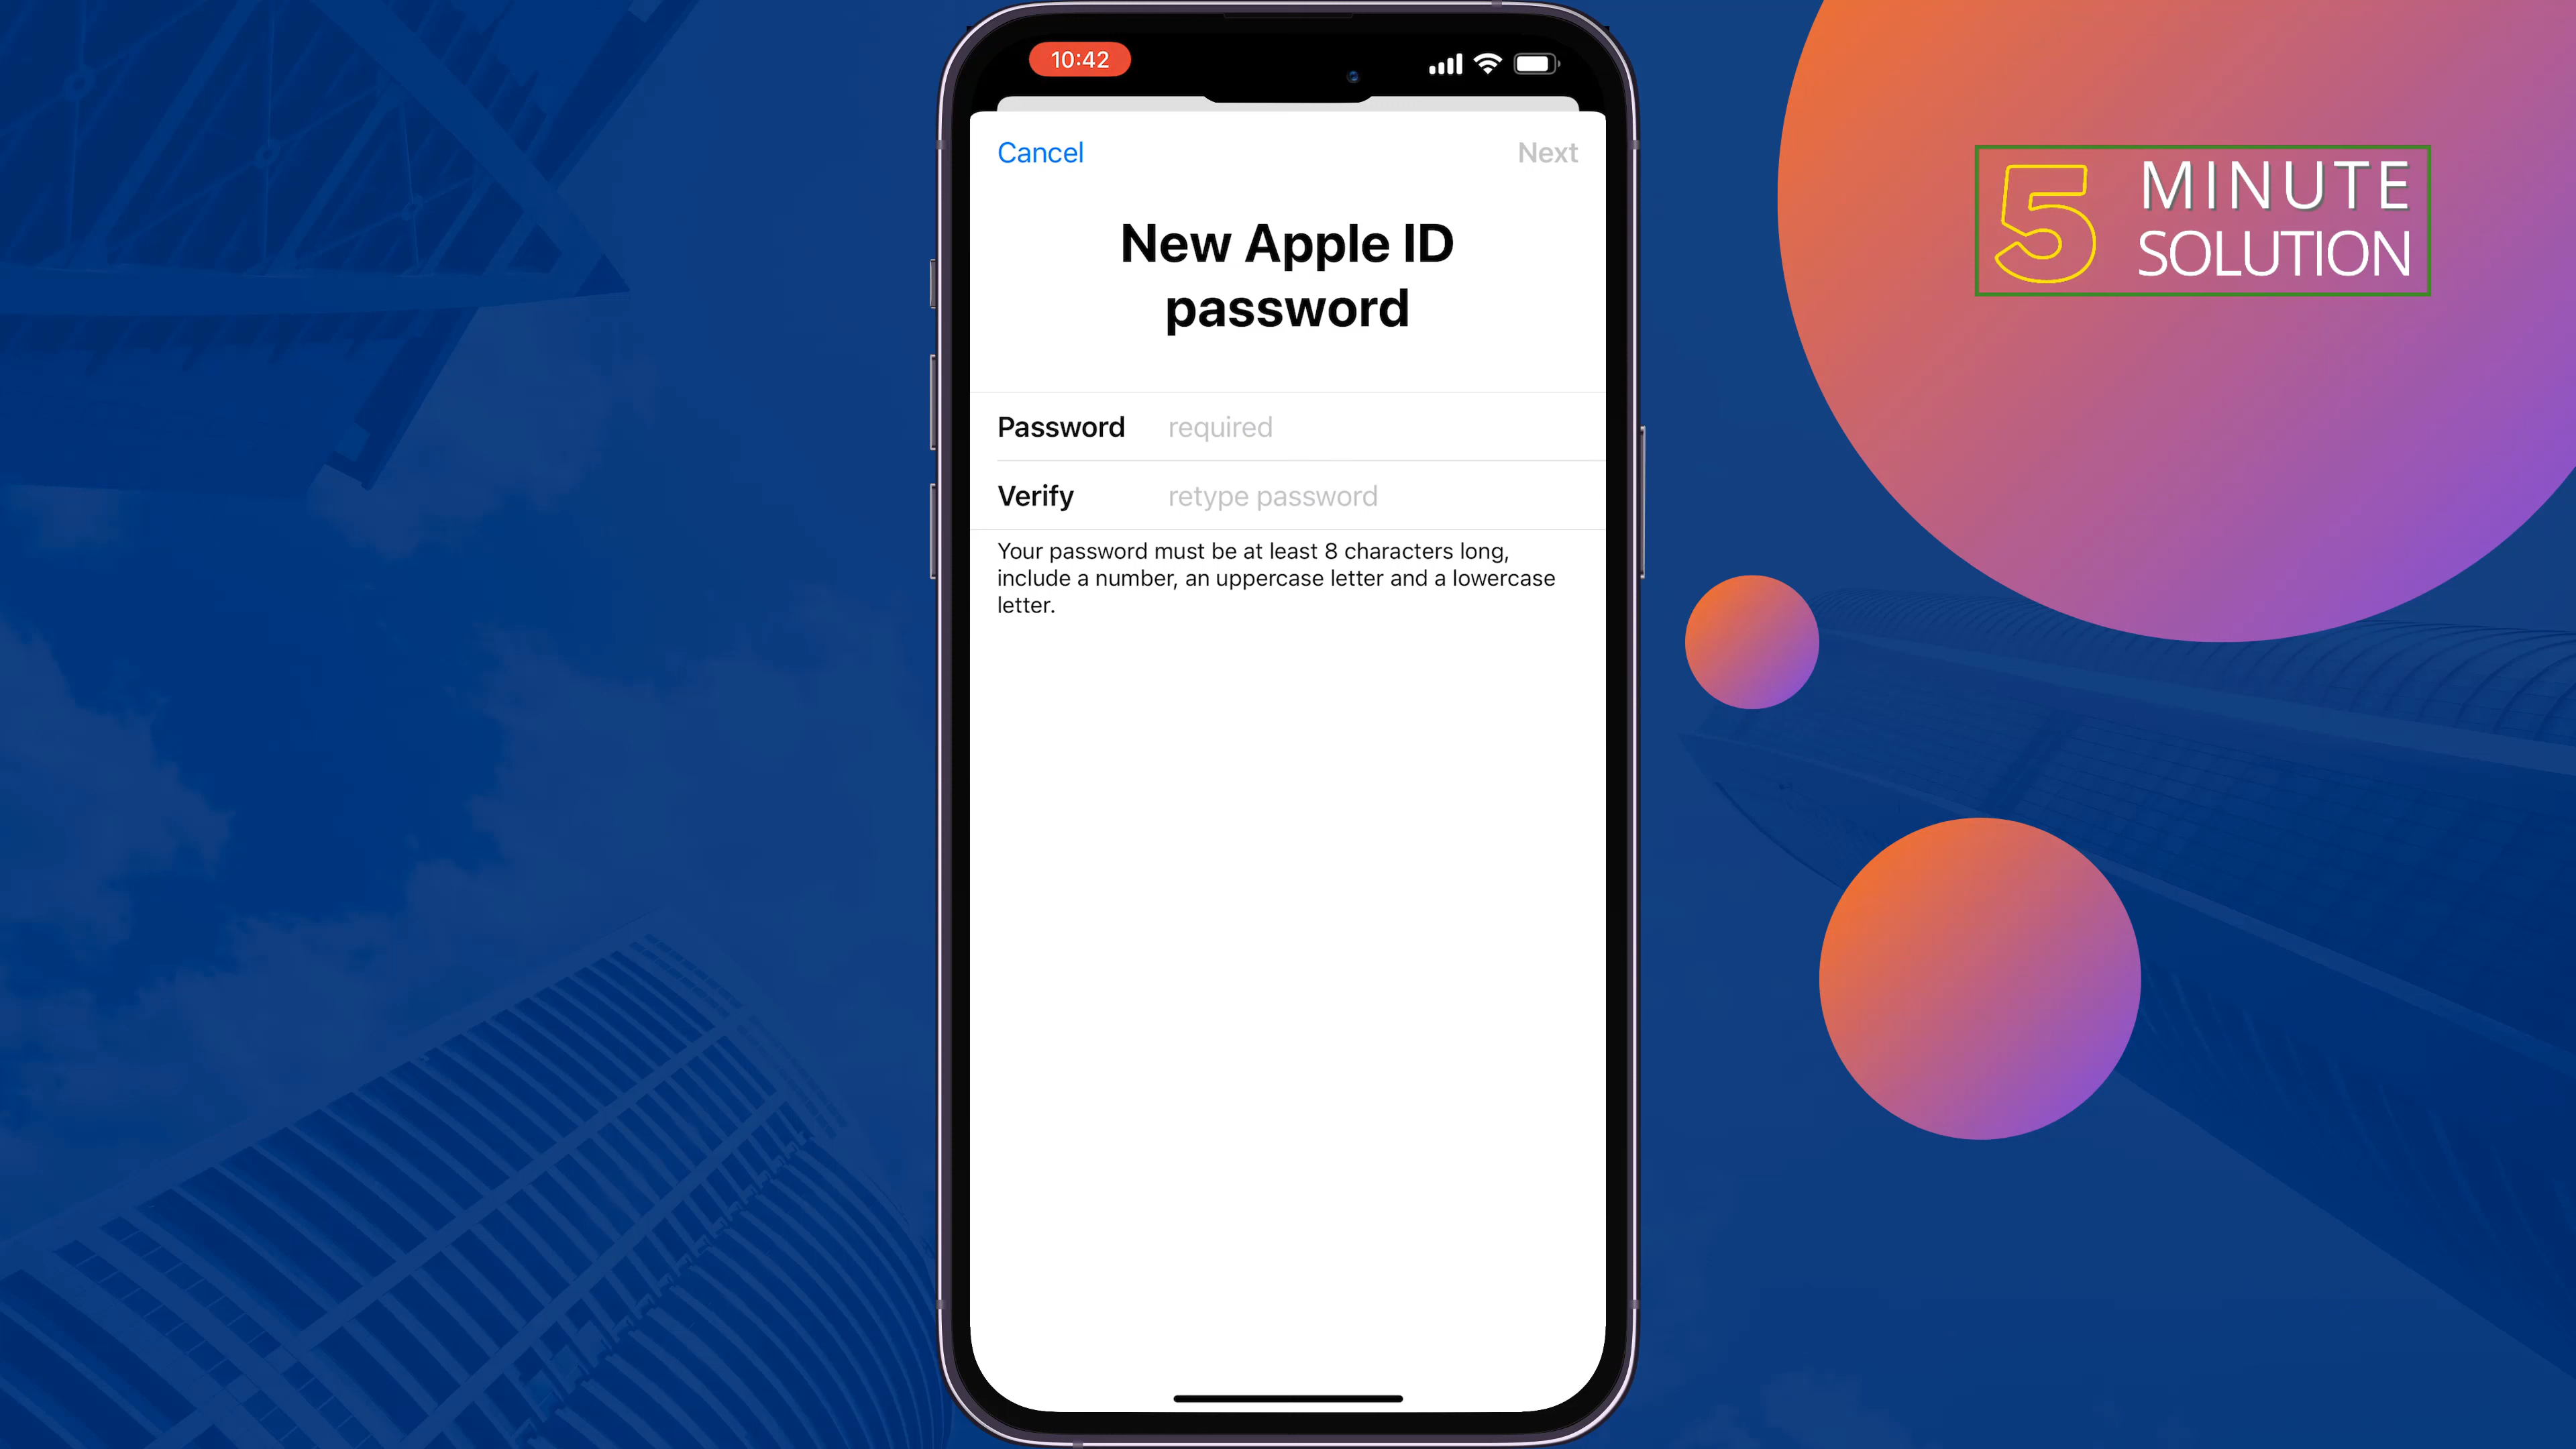 10:42
Cancel
Next
New Apple ID
password
Password required
Verify retype password
Your password must be at least 8 characters long,
include a number, an uppercase letter and a lowercase
letter.
5 MINUTE
SOLUTION